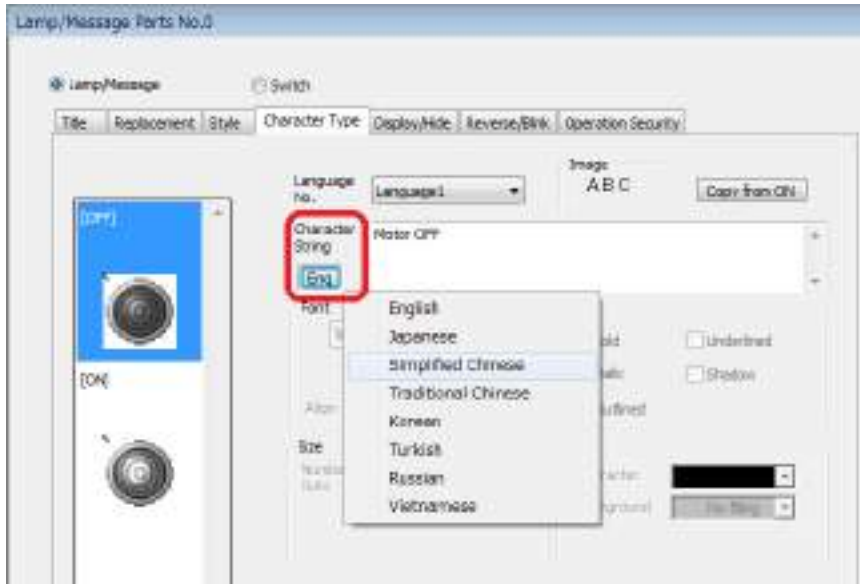 Lamp/Message Parts No.0
Lamp/Message
Switch
Title Replacement Style Character Type Display/Hide Reverse/Blink Operation Security
Language No.
Language1
Image
ABC
Copy from ON
[OFF]
Character String
Motor OFF
Eng
Font
English
Japanese
Underlined
Simplified Chinese
Shadow
[ON]
Traditional Chinese
Korean
Size
Turkish
Russian
Vietnamese